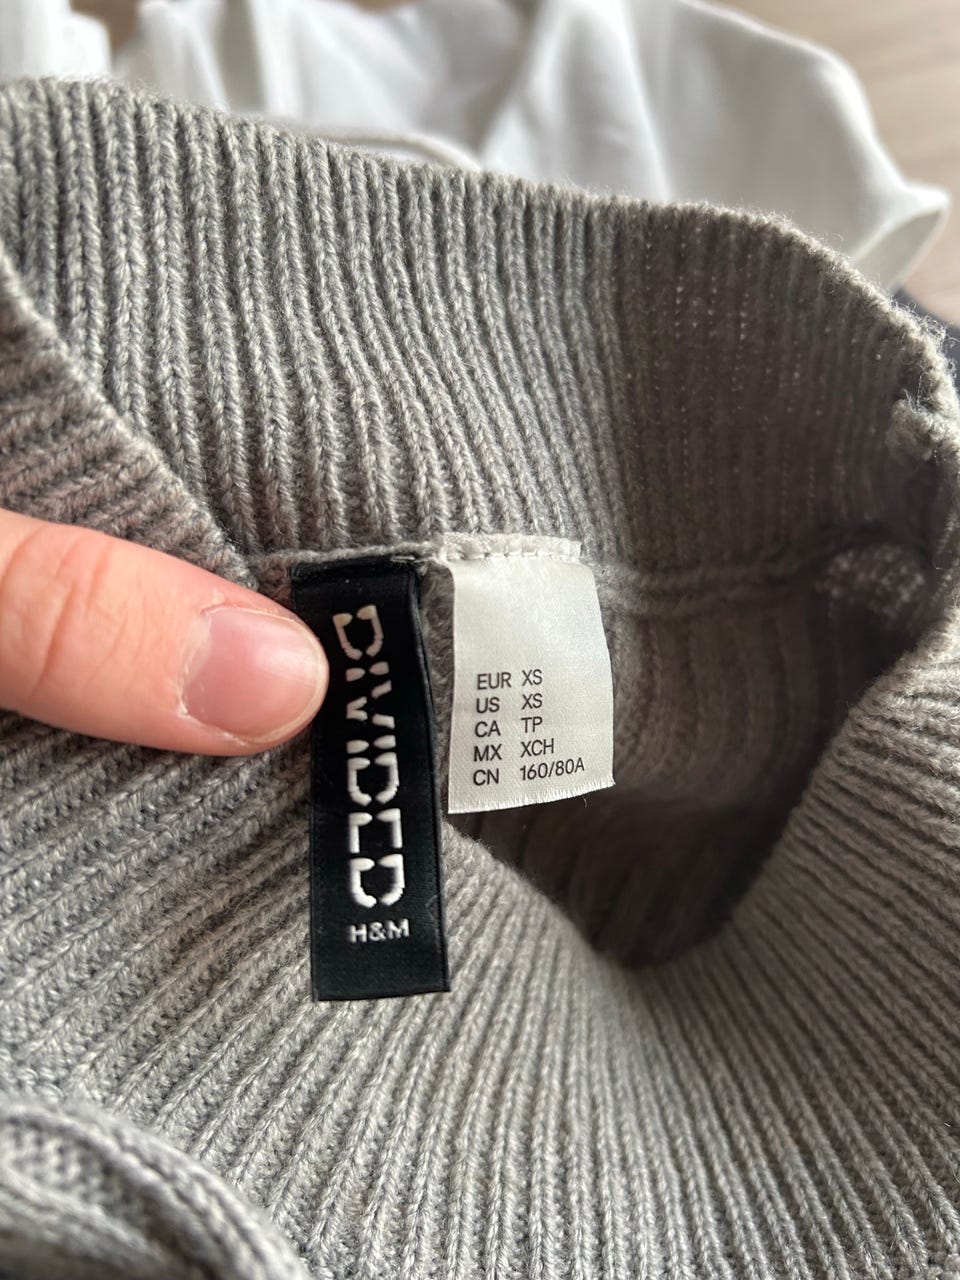 DIVIDED
H&M
EUR XS
US XS
CA TP
MX XCH
CN 160/80A